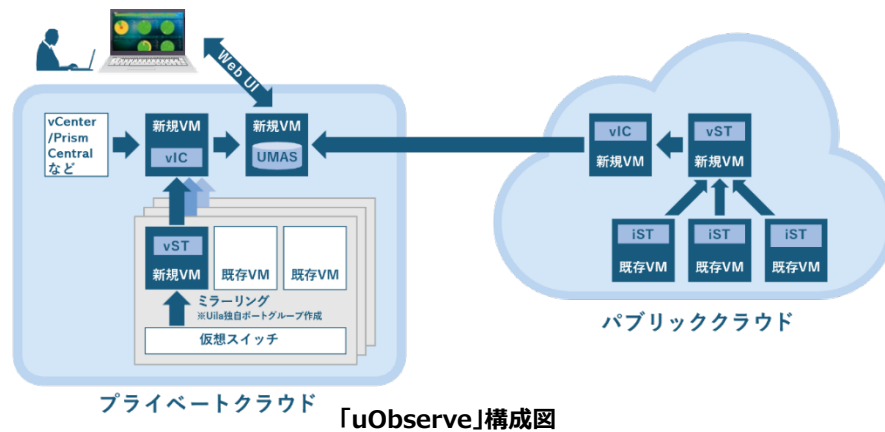 Web UI
vCenter
/Prism
Central
など
新規VM
vIC
新規VM
UMAS
vST
新規VM
既存VM
既存VM
ミラーリング
※Uila独自ポートグループ作成
仮想スイッチ
プライベートクラウド
vIC
新規VM
vST
新規VM
iST
既存VM
iST
既存VM
iST
既存VM
パブリッククラウド
「uObserve」構成図